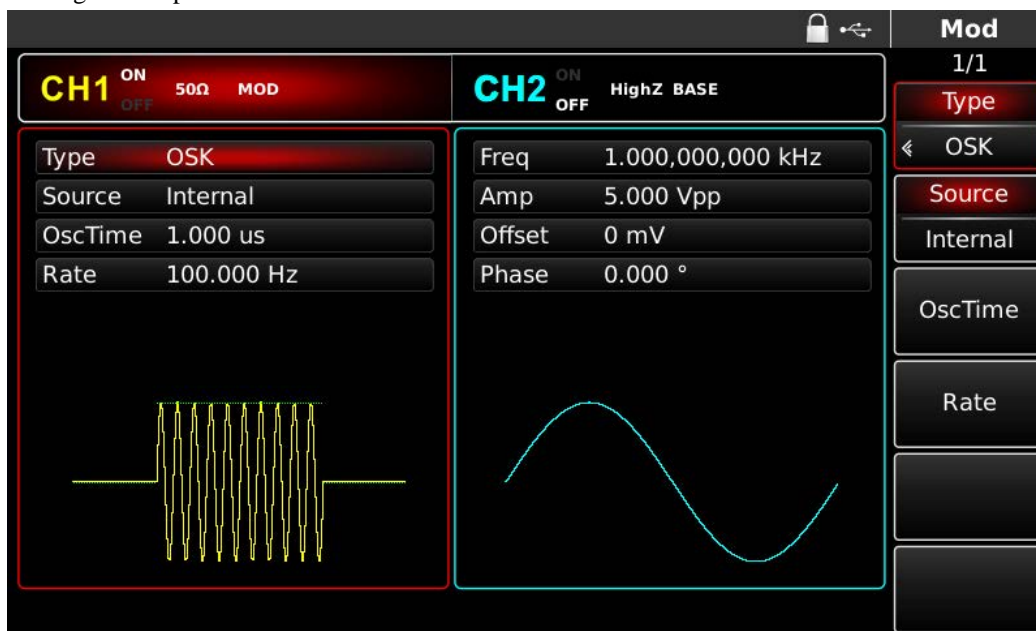 Mod
1/1
CH1 ON OFF 50Ω MOD
CH2 ON OFF HighZ BASE
Type OSK
Source Internal
OscTime 1.000 us
Rate 100.000 Hz
Freq 1.000,000,000 kHz
Amp 5.000 Vpp
Offset 0 mV
Phase 0.000 °
Type
OSK
Source
Internal
OscTime
Rate